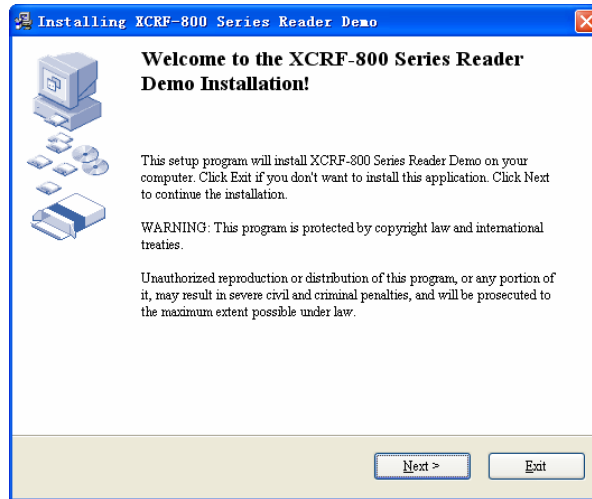 Installing XCRF-800 Series Reader Demo
Welcome to the XCRF-800 Series Reader
Demo Installation!
This setup program will install XCRF-800 Series Reader Demo on your
computer. Click Exit if you don't want to install this application. Click Next
to continue the installation.
WARNING: This program is protected by copyright law and international
treaties.
Unauthorized reproduction or distribution of this program, or any portion of
it, may result in severe civil and criminal penalties, and will be prosecuted to
the maximum extent possible under law.
Next >
Exit